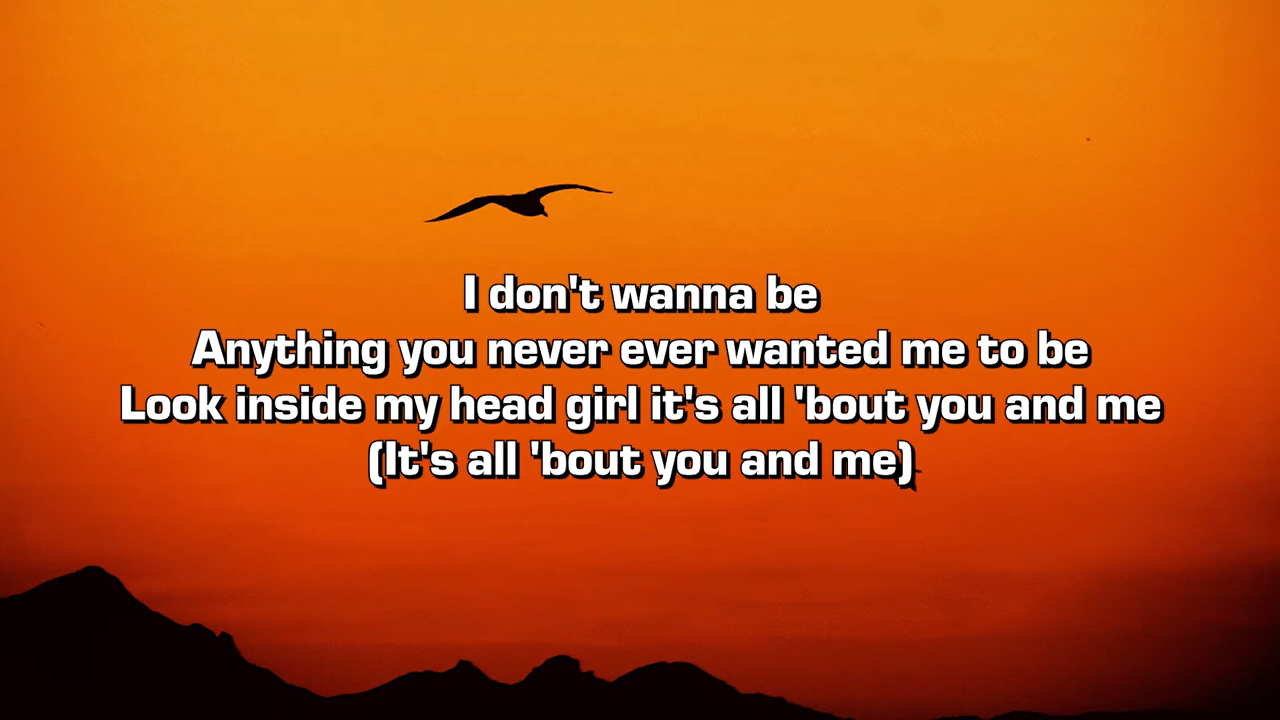 I don't wanna be
Anything you never ever wanted me to be
Look inside my head girl it's all 'bout you and me
(It's all 'bout you and me)